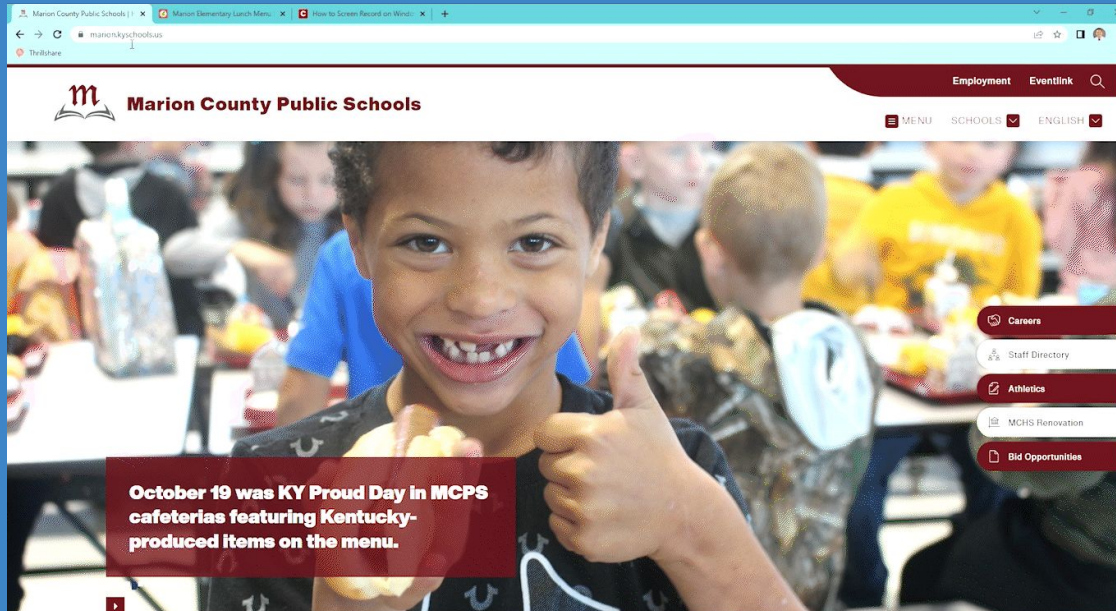 Marion County Public Schools |
Marion Elementary Lunch Menu
How to Screen Record on Windo
marion.kyschools.us
Thrillshare
Employment Eventlink
m
Marion County Public Schools
MENU SCHOOLS ENGLISH
Careers
Staff Directory
Athletics
MCHS Renovation
Bid Opportunities
October 19 was KY Proud Day in MCPS
cafeterias featuring Kentucky-
produced items on the menu.